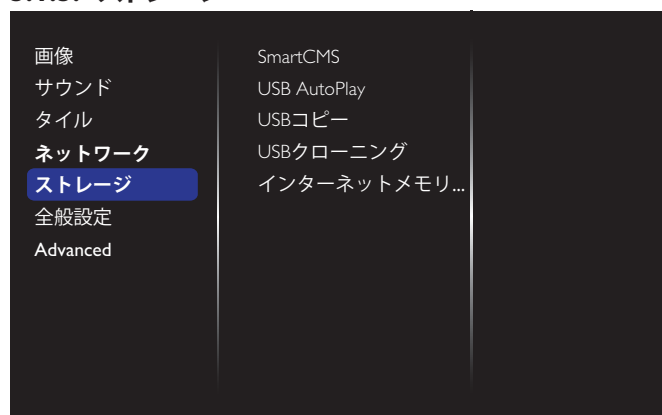 画像
サウンド
タイル
ネットワーク
ストレージ
全般設定
Advanced
SmartCMS
USB AutoPlay
USBコピー
USBクローニング
インターネットメモリ...